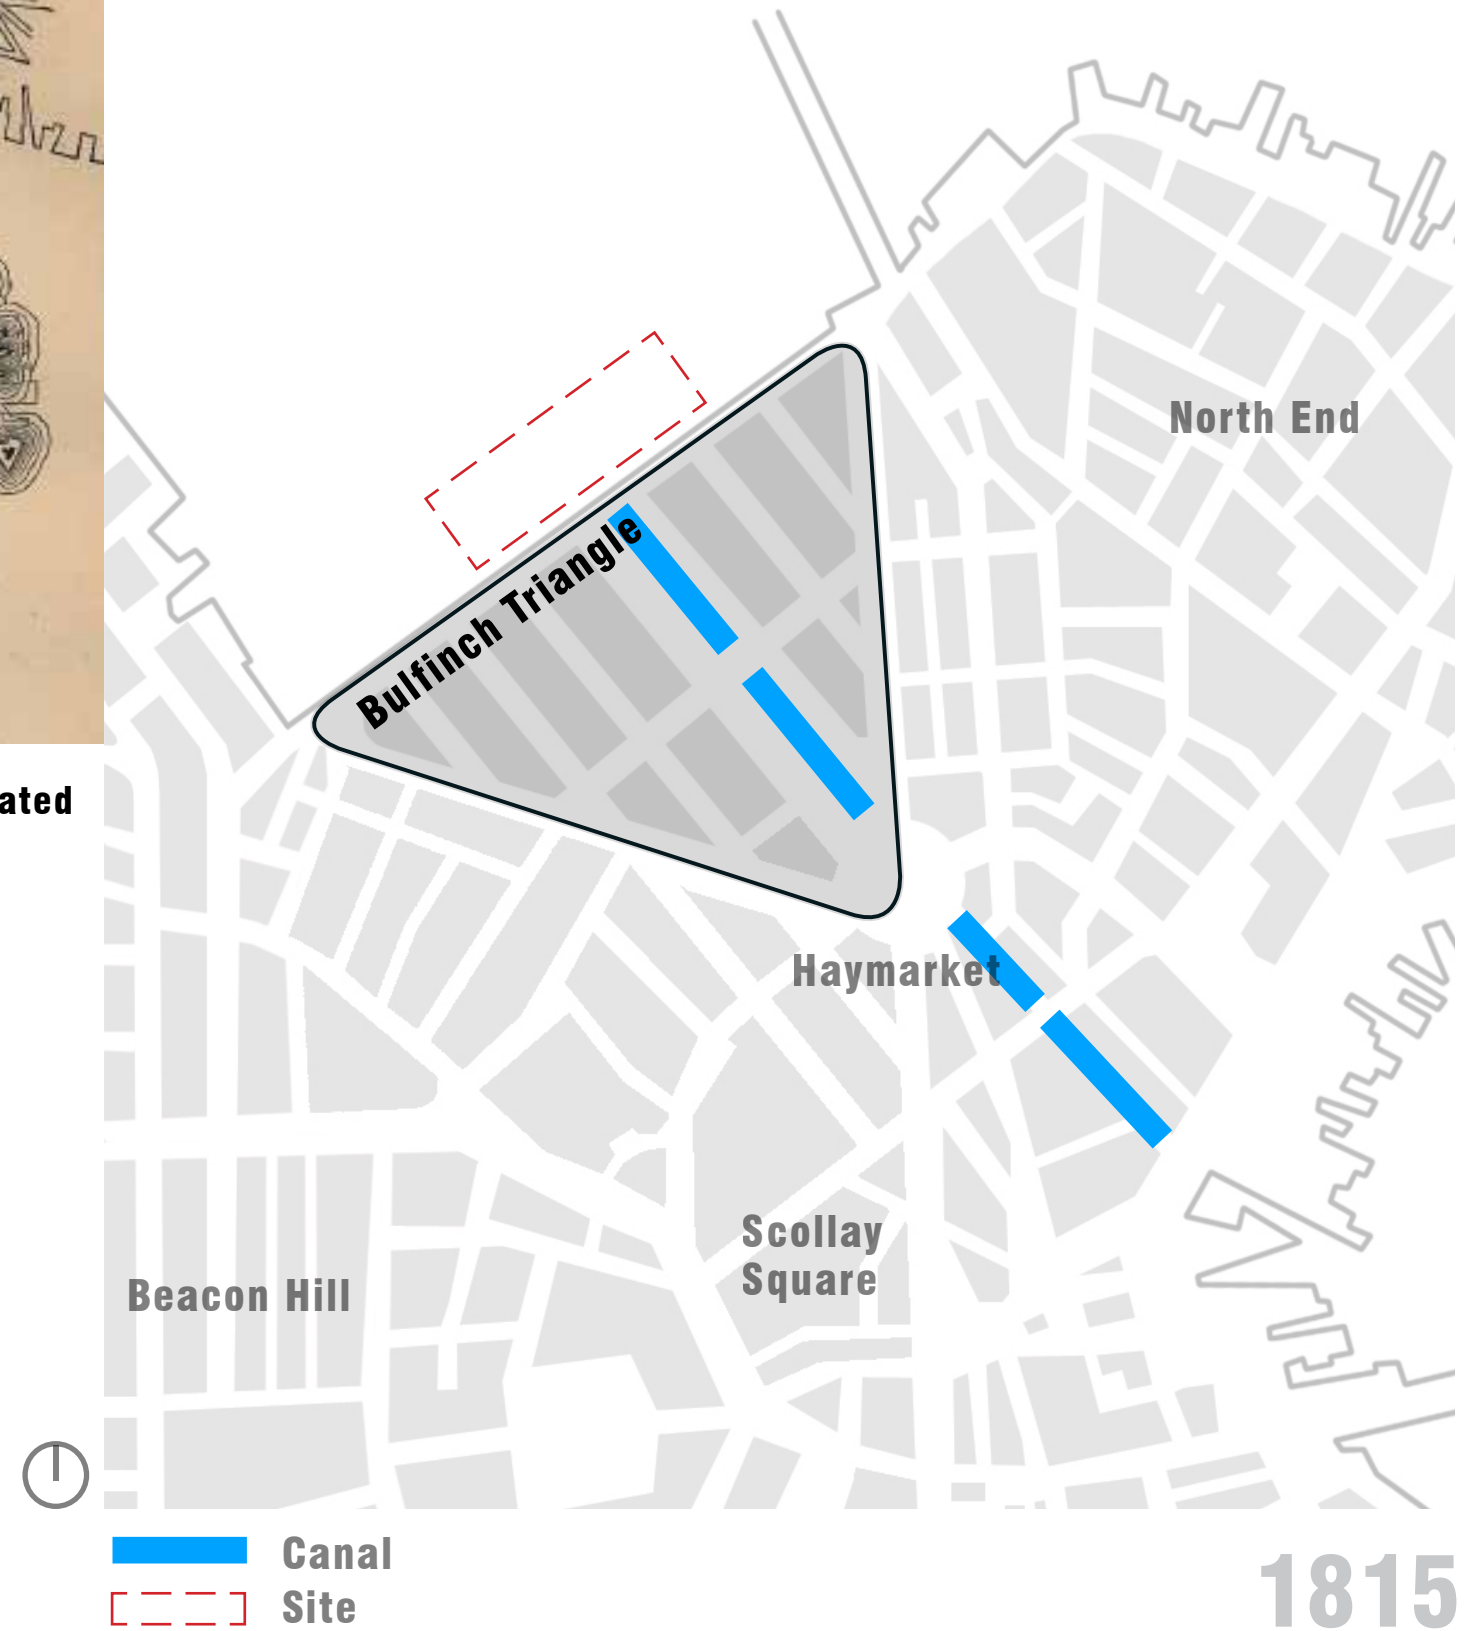 ated
North End
Bulfinch Triangle
Haymarket
Scollay
Square
Beacon Hill
Canal
Site
1815